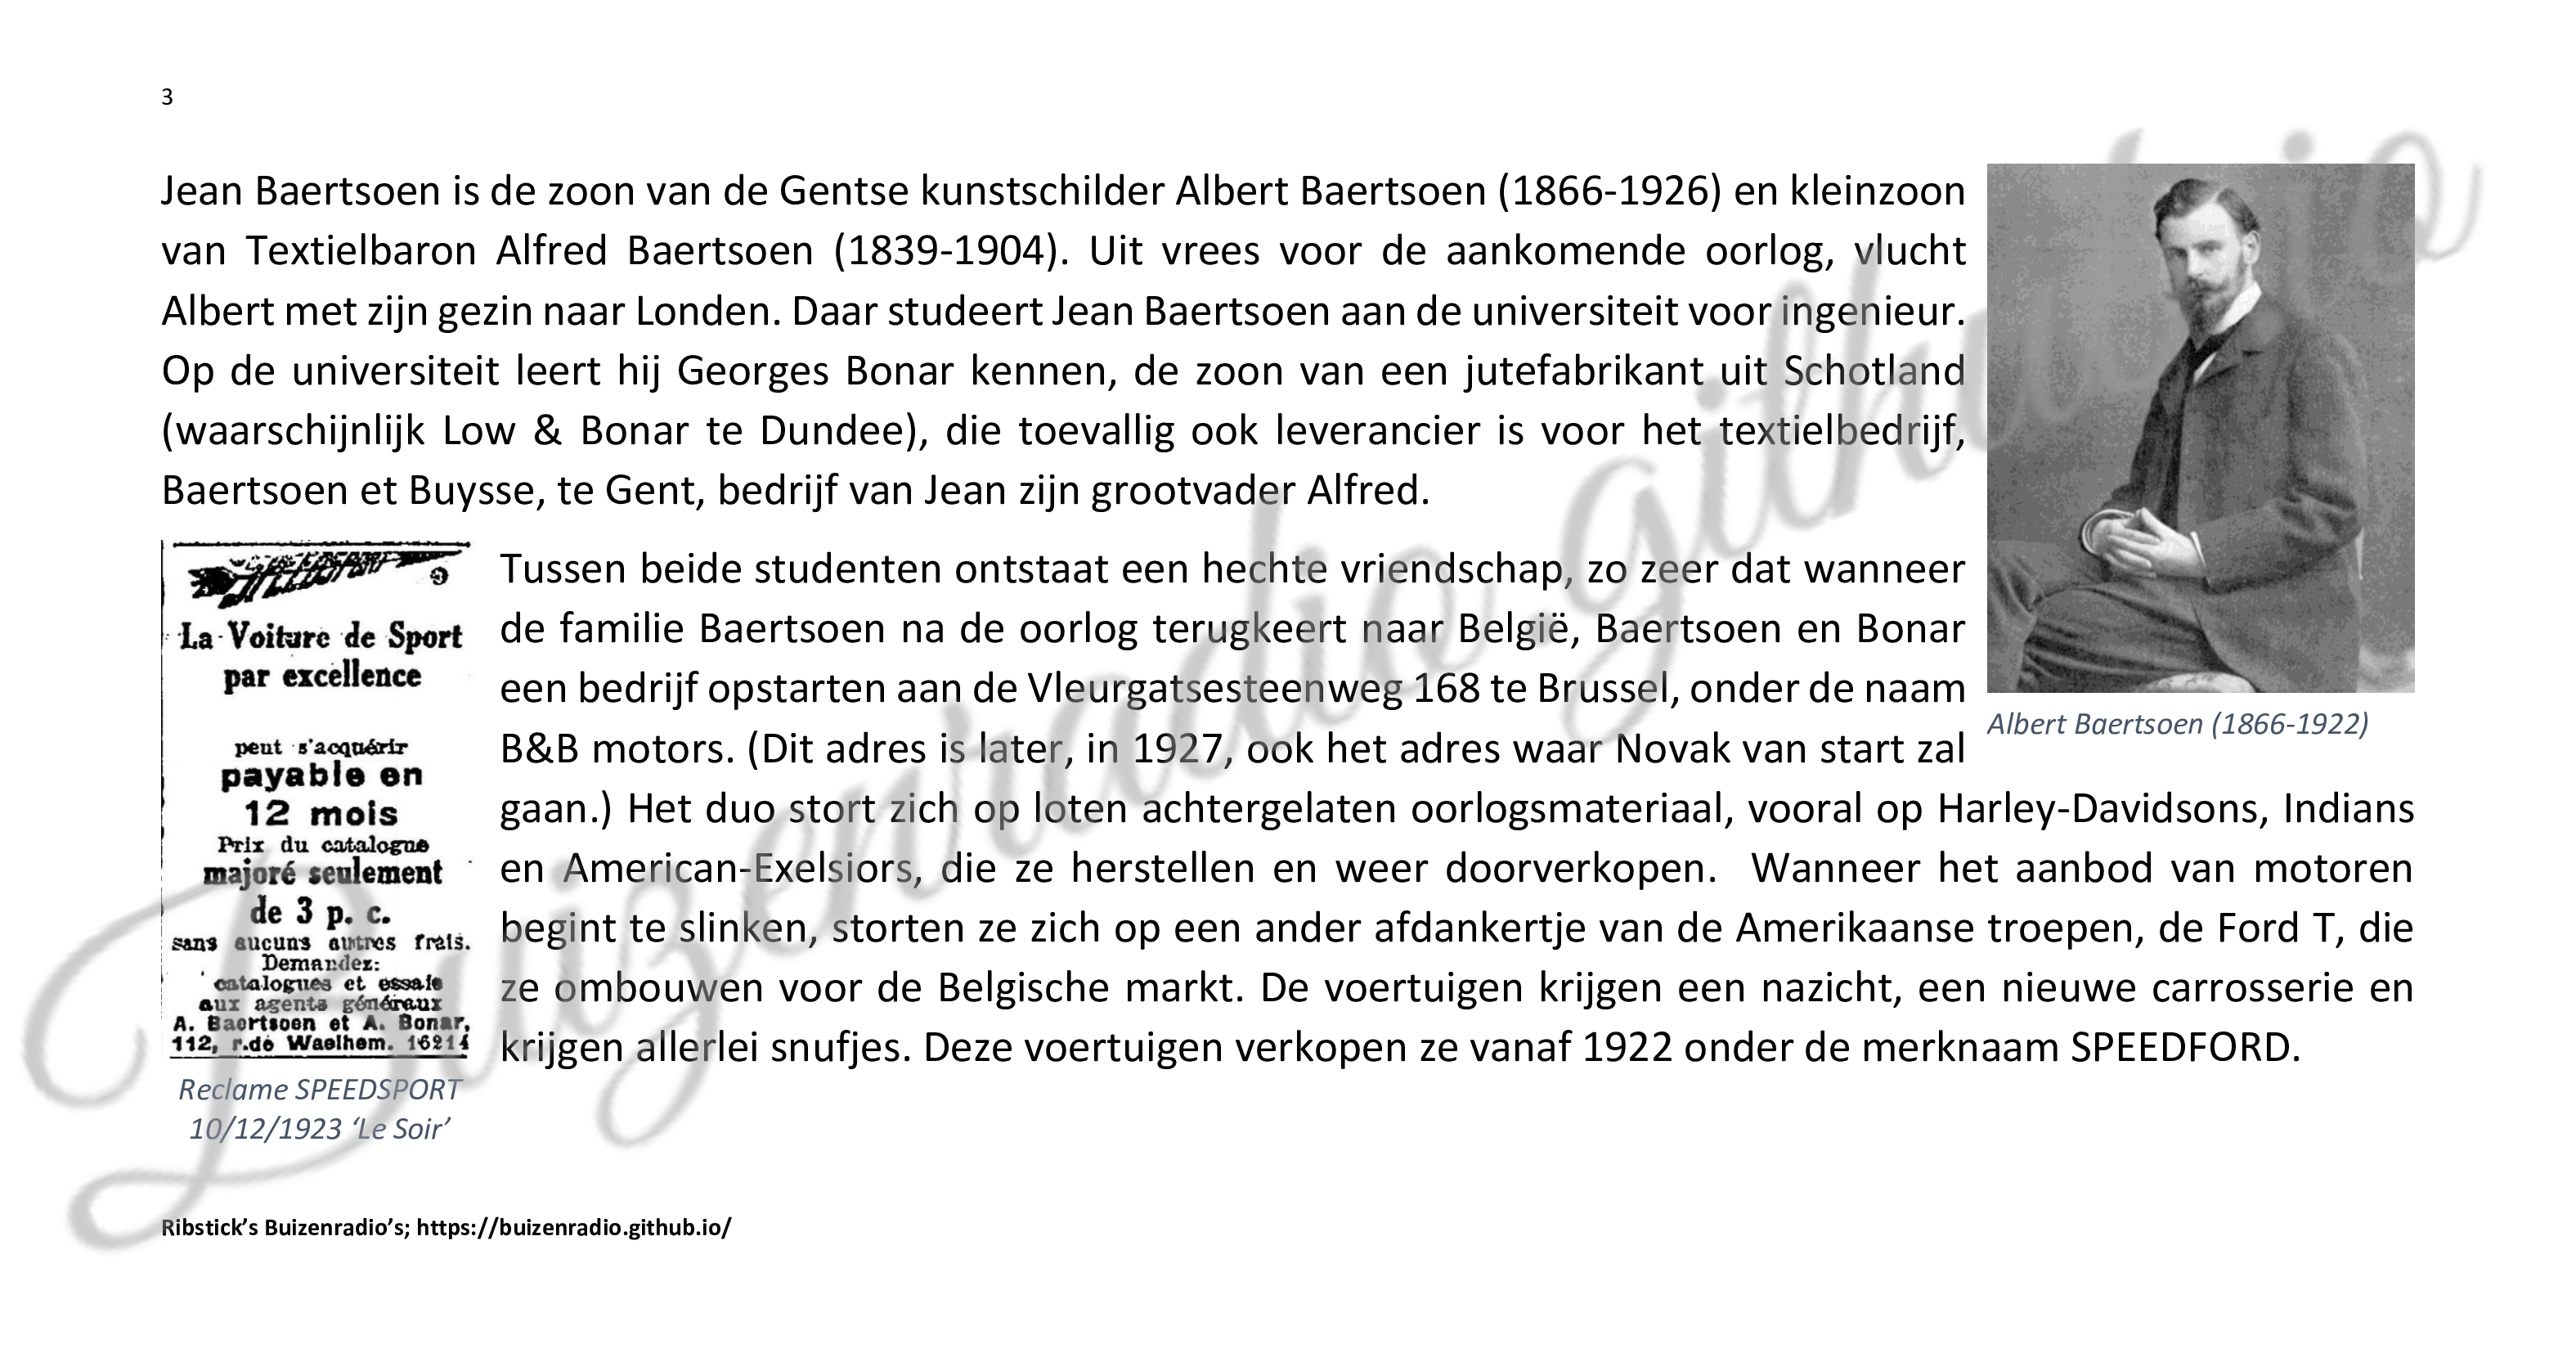 3
Jean Baertsoen is de zoon van de Gentse kunstschilder Albert Baertsoen (1866-1926) en kleinzoon
van Textielbaron Alfred Baertsoen (1839-1904). Uit vrees voor de aankomende oorlog, vlucht
Albert met zijn gezin naar Londen. Daar studeert Jean Baertsoen aan de universiteit voor ingenieur.
Op de universiteit leert hij Georges Bonar kennen, de zoon van een jutefabrikant uit Schotland
(waarschijnlijk Low & Bonar te Dundee), die toevallig ook leverancier is voor het textielbedrijf,
Baertsoen et Buysse, te Gent, bedrijf van Jean zijn grootvader Alfred.
Albert Baertsoen (1866-1922)
Tussen beide studenten ontstaat een hechte vriendschap, zo zeer dat wanneer
de familie Baertsoen na de oorlog terugkeert naar België, Baertsoen en Bonar
een bedrijf opstarten aan de Vleurgatsesteenweg 168 te Brussel, onder de naam
B&B motors. (Dit adres is later, in 1927, ook het adres waar Novak van start zal
gaan.) Het duo stort zich op loten achtergelaten oorlogsmateriaal, vooral op Harley-Davidsons, Indians
en American-Exelsiors, die ze herstellen en weer doorverkopen. Wanneer het aanbod van motoren
begint te slinken, storten ze zich op een ander afdankertje van de Amerikaanse troepen, de Ford T, die
ze ombouwen voor de Belgische markt. De voertuigen krijgen een nazicht, een nieuwe carrosserie en
krijgen allerlei snufjes. Deze voertuigen verkopen ze vanaf 1922 onder de merknaam SPEEDFORD.
La Voiture de Sport
par excellence
peut s'acquérir
payable en
12 mois
Prix du catalogue
majoré seulement
de 3 p. c.
sans aucuns autres frais.
Demandez:
catalogues et essais
aux agents généraux
A. Baertsoen et A. Bonar,
112, r.de Waelhem. 16214
Reclame SPEEDSPORT
10/12/1923 ‘Le Soir’
Ribstick’s Buizenradio’s; https://buizenradio.github.io/
Buizenradio.github.io